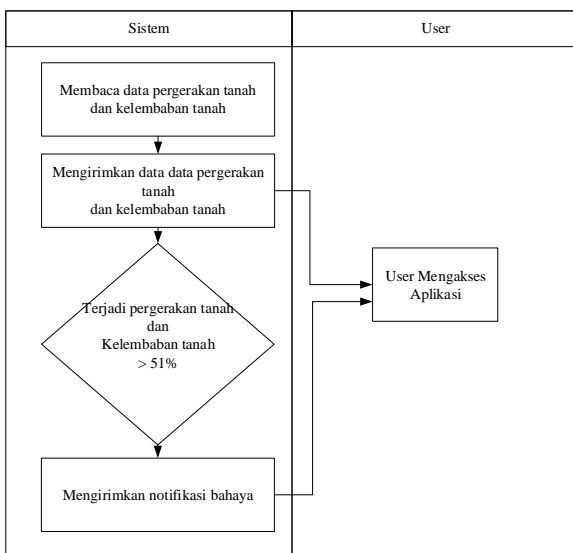 Sistem
User
Membaca data pergerakan tanah
dan kelembaban tanah
Mengirimkan data data pergerakan
tanah
dan kelembaban tanah
User Mengakses
Aplikasi
Terjadi pergerakan tanah
dan
Kelembaban tanah
> 51%
Mengirimkan notifikasi bahaya